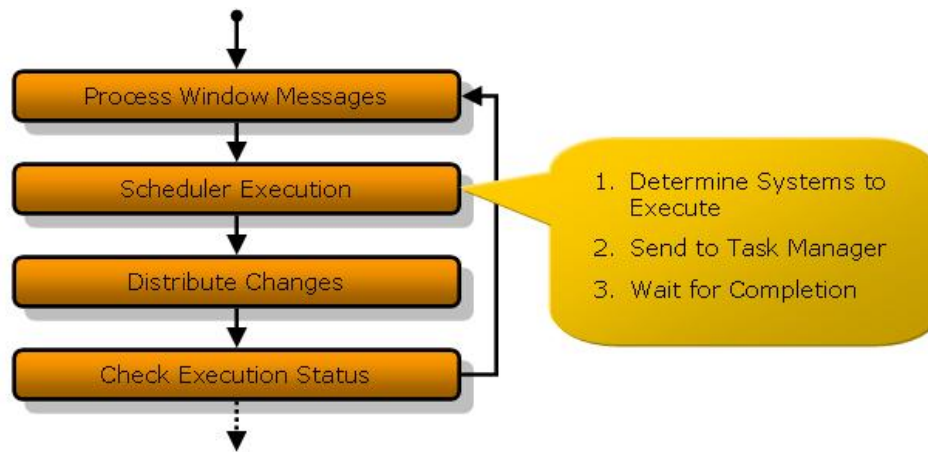 Process Window Messages
Scheduler Execution
Distribute Changes
Check Execution Status
1. Determine Systems to
Execute
2. Send to Task Manager
3. Wait for Completion